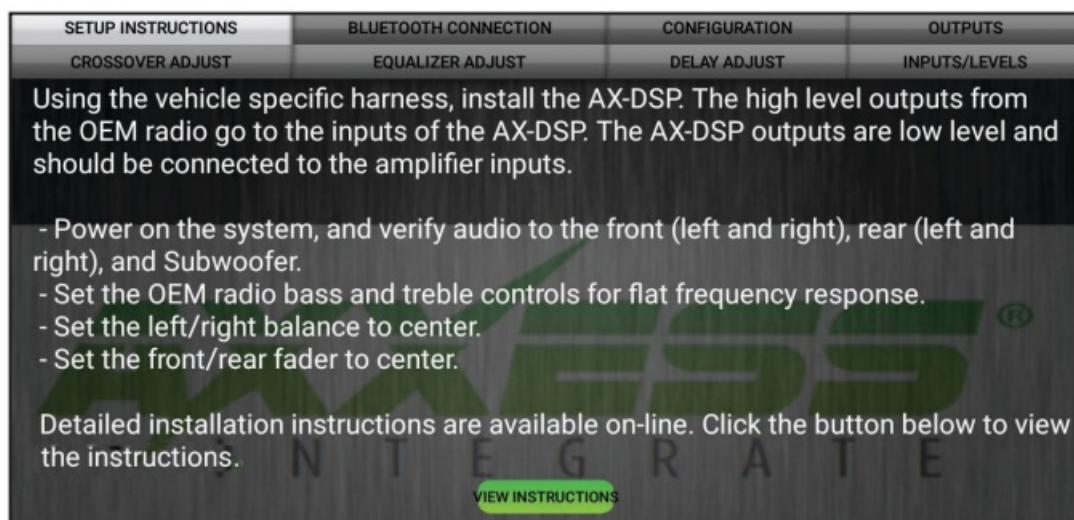 SETUP INSTRUCTIONS BLUETOOTH CONNECTION CONFIGURATION OUTPUTS
CROSSOVER ADJUST EQUALIZER ADJUST DELAY ADJUST INPUTS/LEVELS
Using the vehicle specific harness, install the AX-DSP. The high level outputs from
the OEM radio go to the inputs of the AX-DSP. The AX-DSP outputs are low level and
should be connected to the amplifier inputs.
- Power on the system, and verify audio to the front (left and right), rear (left and
right), and Subwoofer.
- Set the OEM radio bass and treble controls for flat frequency response.
- Set the left/right balance to center.
- Set the front/rear fader to center.
AXXESS®
Detailed installation instructions are available on-line. Click the button below to view
the instructions.
INTEGRATE
VIEW INSTRUCTIONS